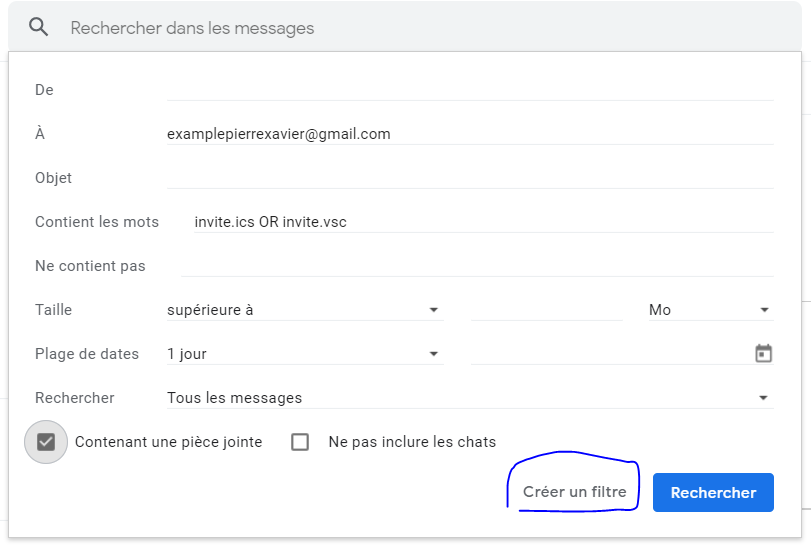 Rechercher dans les messages
De
À examplepierrexavier@gmail.com
Objet
Contient les mots invite.ics OR invite.vsc
Ne contient pas
Taille supérieure à Mo
Plage de dates 1 jour
Rechercher Tous les messages
Contenant une pièce jointe Ne pas inclure les chats
Créer un filtre Rechercher